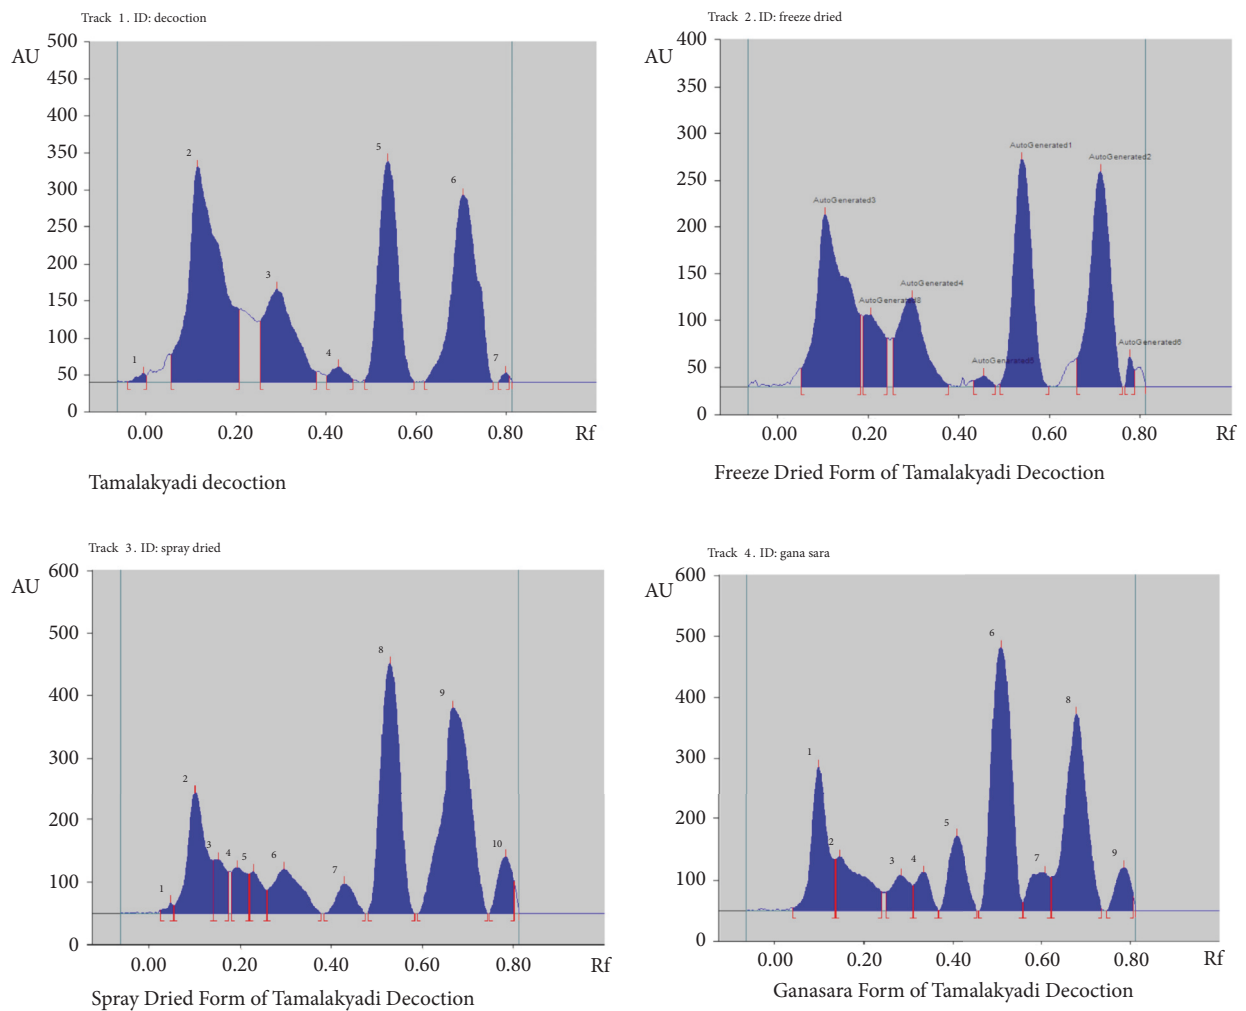 Track 1. ID: decoction
AU
500
450
400
350
300
250
200
150
100
50
0
1
2
3
4
5
6
7
0.00 0.20 0.40 0.60 0.80 Rf
Tamalakyadi decoction
Track 2. ID: freeze dried
AU
400
350
300
250
200
150
100
50
0
AutoGenerated3
AutoGenerated8
AutoGenerated4
AutoGenerated1
AutoGenerated2
AutoGenerated6
0.00 0.20 0.40 0.60 0.80 Rf
Freeze Dried Form of Tamalakyadi Decoction
Track 3. ID: spray dried
AU
600
500
400
300
200
100
0
1
2
3
4
5
6
7
8
9
10
0.00 0.20 0.40 0.60 0.80 Rf
Spray Dried Form of Tamalakyadi Decoction
Track 4. ID: gana sara
AU
600
500
400
300
200
100
0
1
2
3
4
5
6
7
8
9
0.00 0.20 0.40 0.60 0.80 Rf
Ganasara Form of Tamalakyadi Decoction